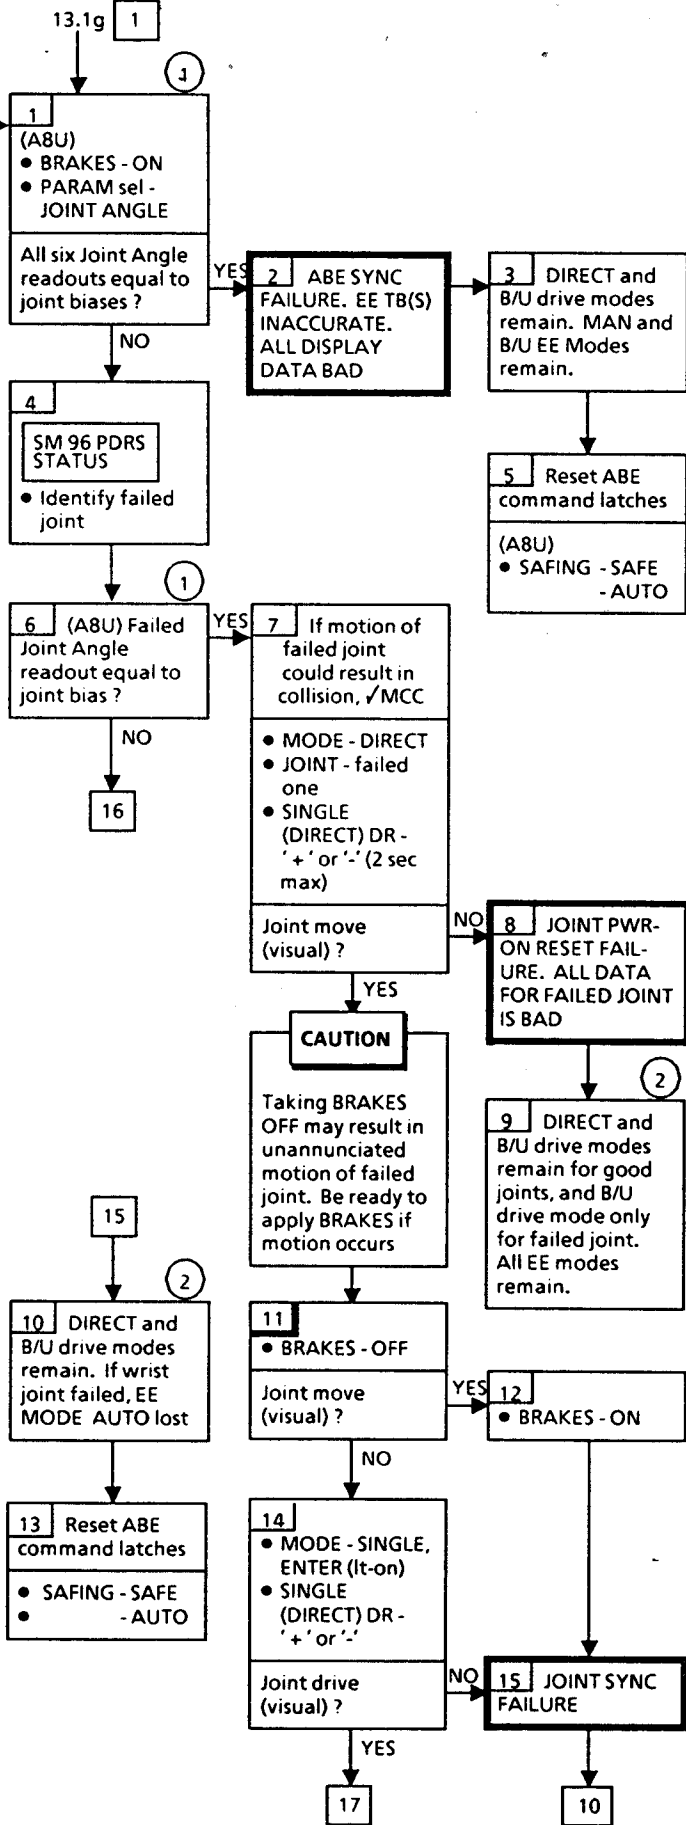 13.1g 1
1
1
(A8U)
● BRAKES - ON
● PARAM sel -
JOINT ANGLE
All six Joint Angle
readouts equal to
joint biases ?
YES
NO
2 ABE SYNC
FAILURE. EE TB(S)
INACCURATE.
ALL DISPLAY
DATA BAD
3 DIRECT and
B/U drive modes
remain. MAN and
B/U EE Modes
remain.
4
SM 96 PDRS
STATUS
● Identify failed
joint
5 Reset ABE
command latches
(A8U)
● SAFING - SAFE
- AUTO
1
6 (A8U) Failed
Joint Angle
readout equal to
joint bias ?
YES
NO
16
7 If motion of
failed joint
could result in
collision, ✓MCC
● MODE - DIRECT
● JOINT - failed
one
● SINGLE
(DIRECT) DR -
'+' or '-' (2 sec
max)
Joint move
(visual) ?
NO
YES
8 JOINT PWR-
ON RESET FAIL-
URE. ALL DATA
FOR FAILED JOINT
IS BAD
CAUTION
Taking BRAKES
OFF may result in
unannunciated
motion of failed
joint. Be ready to
apply BRAKES if
motion occurs
2
9 DIRECT and
B/U drive modes
remain for good
joints, and B/U
drive mode only
for failed joint.
All EE modes
remain.
15
2
10 DIRECT and
B/U drive modes
remain. If wrist
joint failed, EE
MODE AUTO lost
11
● BRAKES - OFF
Joint move
(visual) ?
YES
NO
12
● BRAKES - ON
13 Reset ABE
command latches
● SAFING - SAFE
● - AUTO
14
● MODE - SINGLE,
ENTER (lt-on)
● SINGLE
(DIRECT) DR -
'+' or '-'
Joint drive
(visual) ?
NO
YES
15 JOINT SYNC
FAILURE
17
10